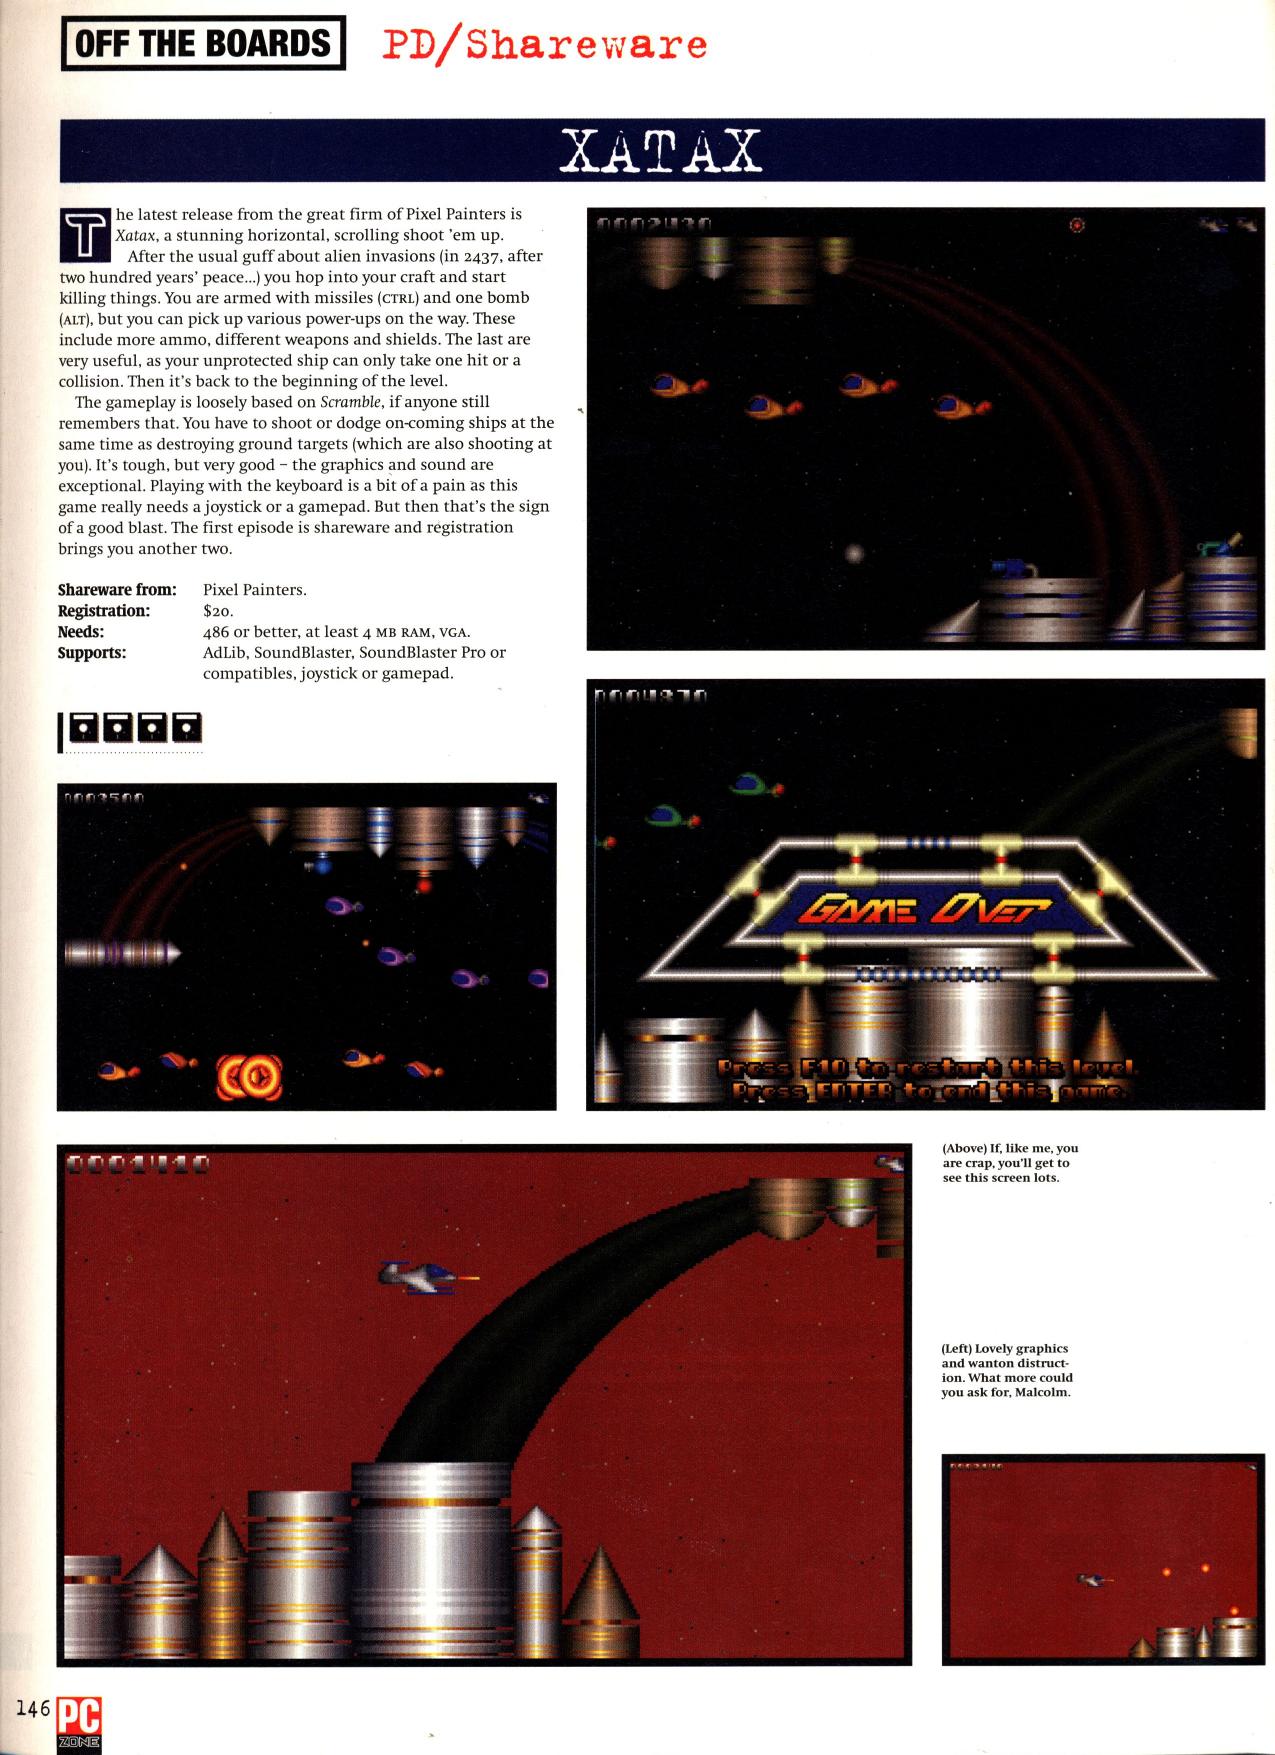 OFF THE BOARDS PD/Shareware
XATAX
The latest release from the great firm of Pixel Painters is
Xatax, a stunning horizontal, scrolling shoot 'em up.
After the usual guff about alien invasions (in 2437, after
two hundred years' peace...) you hop into your craft and start
killing things. You are armed with missiles (CTRL) and one bomb
(ALT), but you can pick up various power-ups on the way. These
include more ammo, different weapons and shields. The last are
very useful, as your unprotected ship can only take one hit or a
collision. Then it's back to the beginning of the level.
The gameplay is loosely based on Scramble, if anyone still
remembers that. You have to shoot or dodge on-coming ships at the
same time as destroying ground targets (which are also shooting at
you). It's tough, but very good – the graphics and sound are
exceptional. Playing with the keyboard is a bit of a pain as this
game really needs a joystick or a gamepad. But then that's the sign
of a good blast. The first episode is shareware and registration
brings you another two.
Shareware from: Pixel Painters.
Registration: $20.
Needs: 486 or better, at least 4 MB RAM, VGA.
Supports: AdLib, SoundBlaster, SoundBlaster Pro or
compatibles, joystick or gamepad.
0002430
0004370
GAME OVER
Press F10 to restart this level.
Press ENTER to end this game.
0003500
0001410
(Above) If, like me, you
are crap, you'll get to
see this screen lots.
(Left) Lovely graphics
and wanton distruct-
ion. What more could
you ask for, Malcolm.
146 PC
ZONE